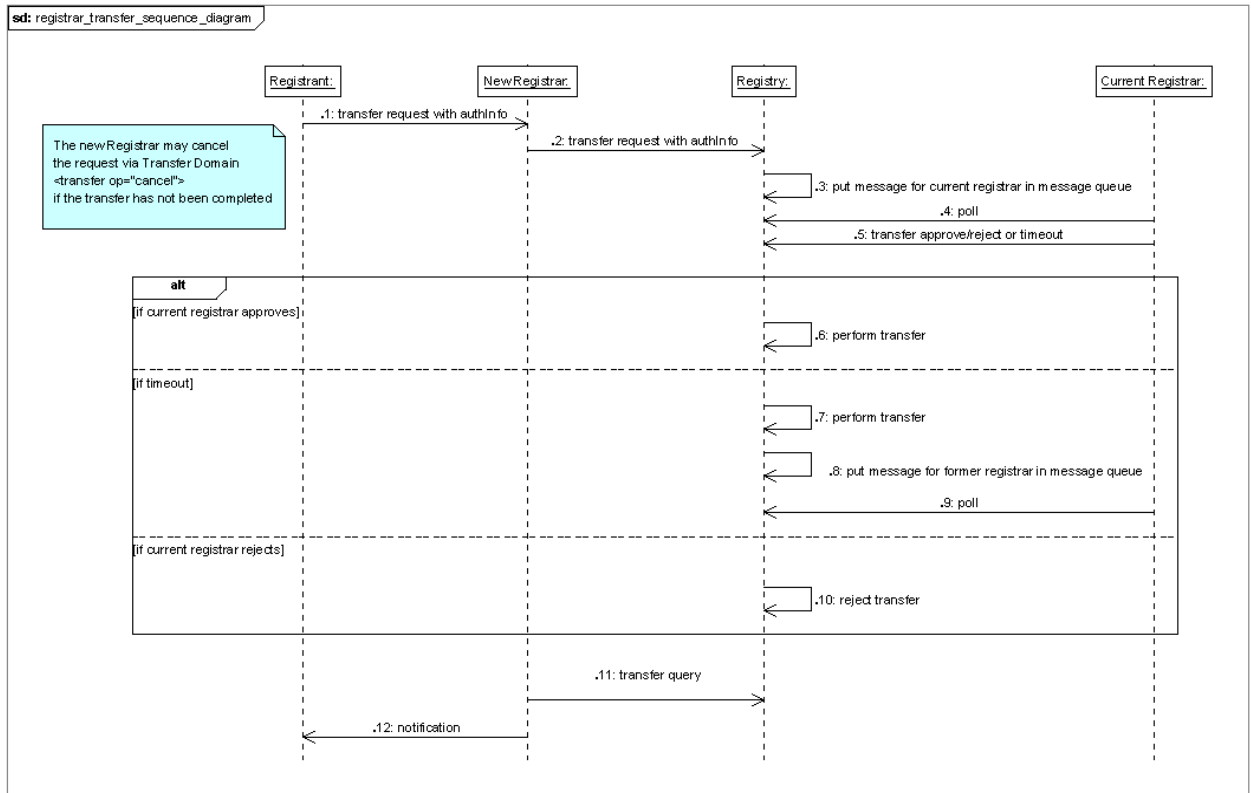 sd: registrar_transfer_sequence_diagram
Registrant:
New Registrar:
Registry:
Current Registrar:
.1: transfer request with authInfo
The new Registrar may cancel
the request via Transfer Domain
<transfer op="cancel">
if the transfer has not been completed
.2: transfer request with authInfo
.3: put message for current registrar in message queue
.4: poll
.5: transfer approve/reject or timeout
alt
[if current registrar approves]
.6: perform transfer
[if timeout]
.7: perform transfer
.8: put message for former registrar in message queue
.9: poll
[if current registrar rejects]
.10: reject transfer
.11: transfer query
.12: notification